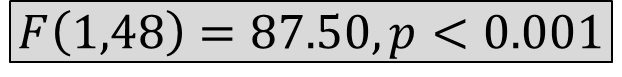 F(1,48) = 87.50, p < 0.001